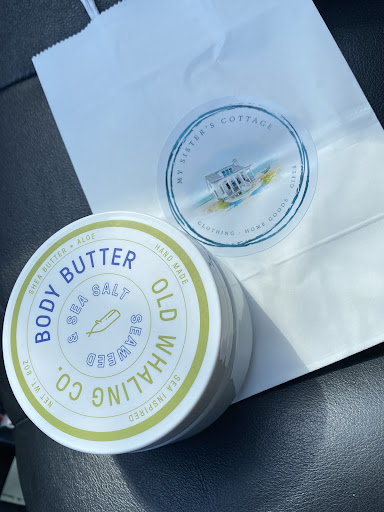 MY SISTER'S COTTAGE
CLOTHING · HOME GOODS · GIFTS
SHEA BUTTER + ALOE
HAND MADE
BODY BUTTER
OLD WHALING CO.
SEAWEED
& SEA SALT
NET WT. 8OZ
SEA INSPIRED